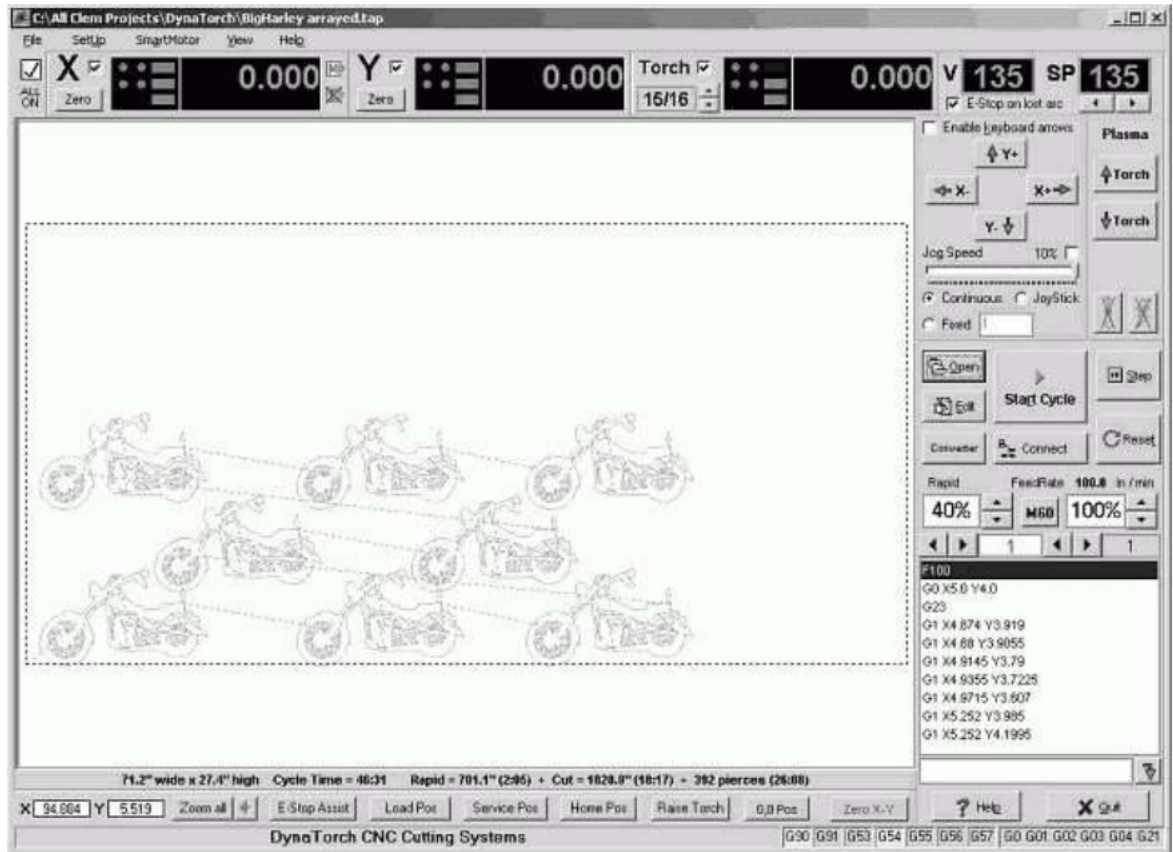 C:\All Clem Projects\DynaTorch\BigHarley arrayed.tap
File SetUp SmartMotor View Help
X 0.000 Y 0.000 Torch 0.000 V 135 SP 135
ALL ON Zero Zero 15/16 E-Stop on lost arc
Enable keyboard arrows Plasma
Y+
X- X+ Torch
Y- Torch
Jog Speed 10%
Continuous JoyStick
Fixed 1
Open Start Cycle Step
Edit
Converter Connect Reset
Rapid FeedRate 100.0 in/min
40% M60 100%
1 1
F100
G0 X5.0 Y4.0
G23
G1 X4.874 Y3.919
G1 X4.88 Y3.9055
G1 X4.9145 Y3.79
G1 X4.9355 Y3.7225
G1 X4.9715 Y3.607
G1 X5.252 Y3.985
G1 X5.252 Y4.1995
71.2" wide x 27.4" high Cycle Time = 46:31 Rapid = 701.1" (2:05) + Cut = 1828.8" (18:17) + 392 pierces (26:08)
X 94.884 Y 5.519 Zoom all E-Stop Assist Load Pos Service Pos Home Pos Raise Torch 0,0 Pos Zero X-Y Help Quit
DynaTorch CNC Cutting Systems G90 G91 G53 G54 G55 G56 G57 G0 G01 G02 G03 G04 G21